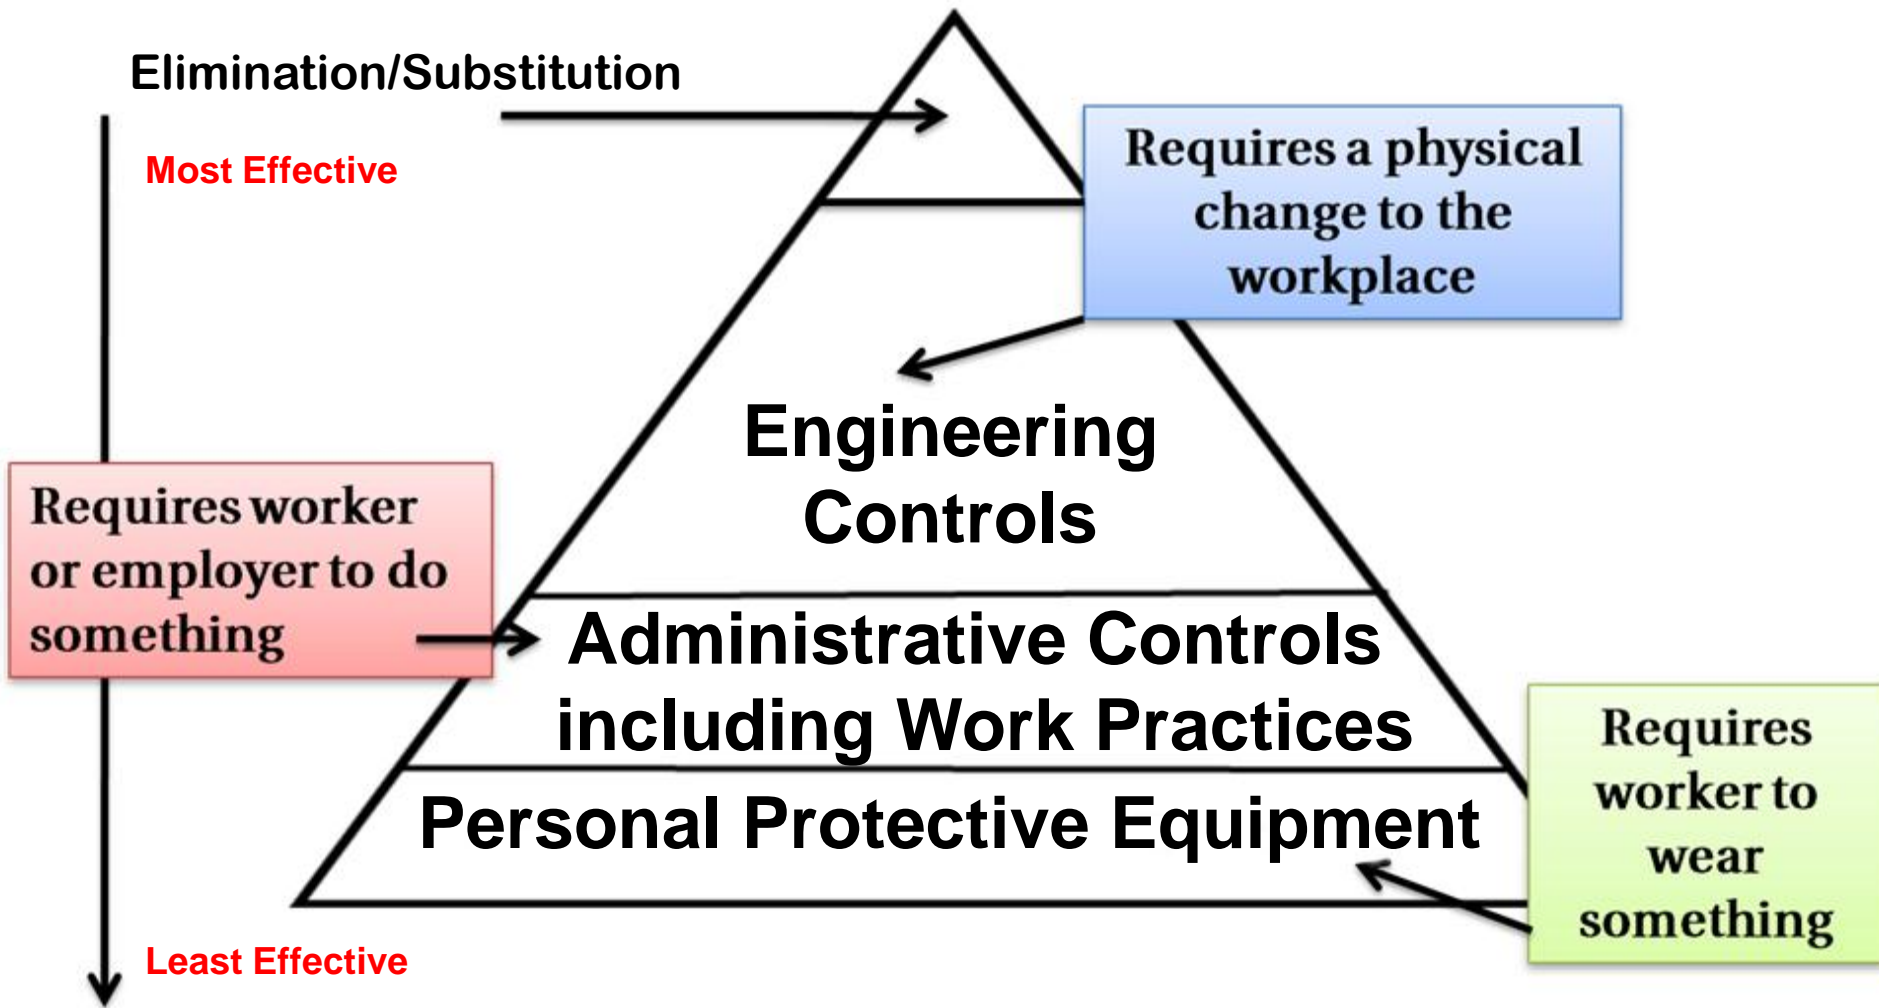 Elimination/Substitution
Most Effective
Requires a physical
change to the
workplace
Engineering
Controls
Requires worker
or employer to do
something
Administrative Controls
including Work Practices
Personal Protective Equipment
Requires
worker to
wear
something
Least Effective